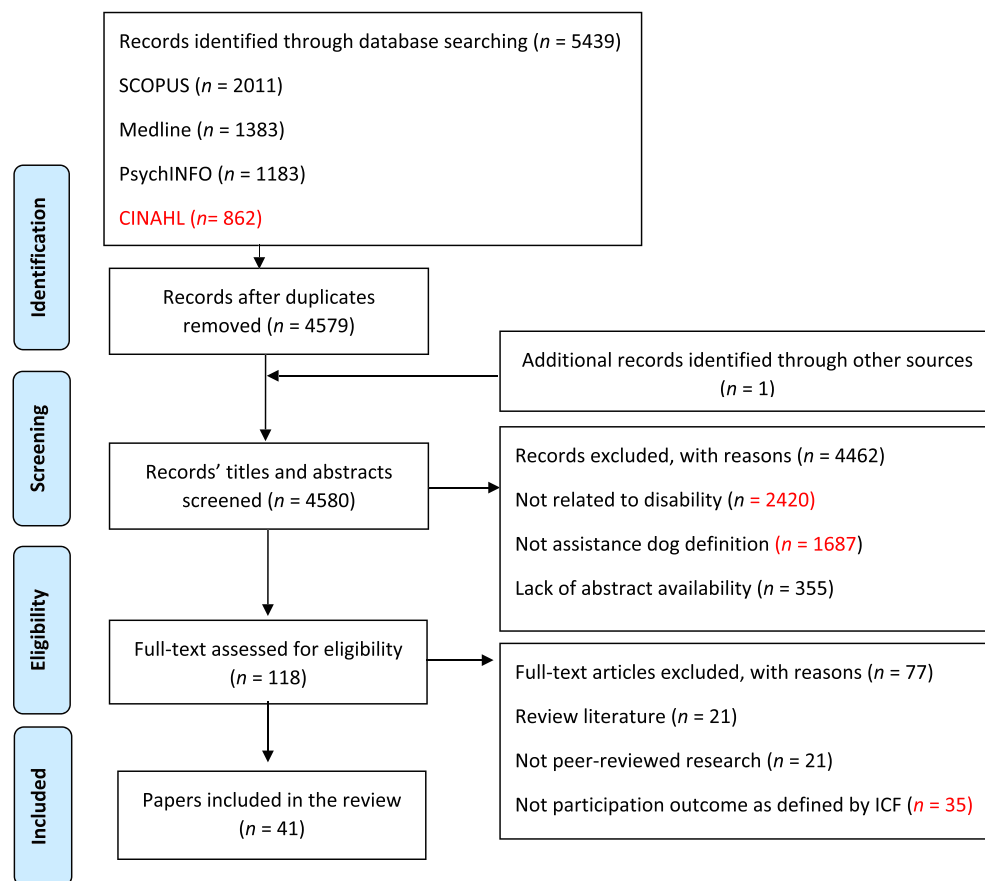 Records identified through database searching (n = 5439)
SCOPUS (n = 2011)
Medline (n = 1383)
PsychINFO (n = 1183)
CINAHL (n= 862)
Identification
Records after duplicates
removed (n = 4579)
Additional records identified through other sources
(n = 1)
Screening
Records’ titles and abstracts
screened (n = 4580)
Records excluded, with reasons (n = 4462)
Not related to disability (n = 2420)
Not assistance dog definition (n = 1687)
Lack of abstract availability (n = 355)
Eligibility
Full-text assessed for eligibility
(n = 118)
Full-text articles excluded, with reasons (n = 77)
Review literature (n = 21)
Not peer-reviewed research (n = 21)
Not participation outcome as defined by ICF (n = 35)
Included
Papers included in the review
(n = 41)